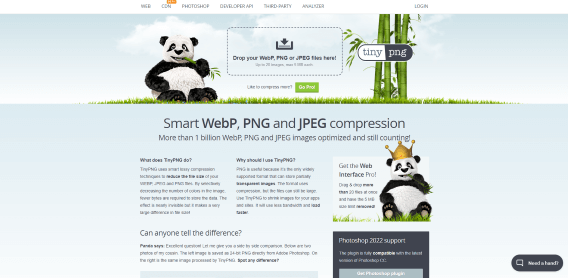 WEB CDN PHOTOSHOP DEVELOPER API THIRD PARTY ANALYZER LOGIN
Drop your WebP, PNG or JPEG files here!
Up to 20 images, max 5 MB each.
tiny png
Like to compress more? Go Pro!
Smart WebP, PNG and JPEG compression
More than 1 billion WebP, PNG and JPEG images optimized and still counting!
What does TinyPNG do?
TinyPNG uses smart lossy compression
techniques to reduce the file size of your
WEBP, JPEG and PNG files. By selectively
decreasing the number of colors in the image,
fewer bytes are required to store the data. The
effect is nearly invisible but it makes a very
large difference in file size!
Why should I use TinyPNG?
PNG is useful because it's the only widely
supported format that can store partially
transparent images. The format uses
compression, but the files can still be large.
Use TinyPNG to shrink images for your apps
and sites. It will use less bandwidth and load
faster.
Get the Web
Interface Pro!
Drag & drop more
than 20 files at once
and have the 5 MB
size limit removed!
Can anyone tell the difference?
Panda says: Excellent question! Let me give you a side by side comparison. Below are two
photos of my cousin. The left image is saved as 24-bit PNG directly from Adobe Photoshop. On
the right is the same image processed by TinyPNG. Spot any difference?
Photoshop 2022 support
The plugin is fully compatible with the latest
version of Photoshop CC.
Get Photoshop plugin
Need a hand?